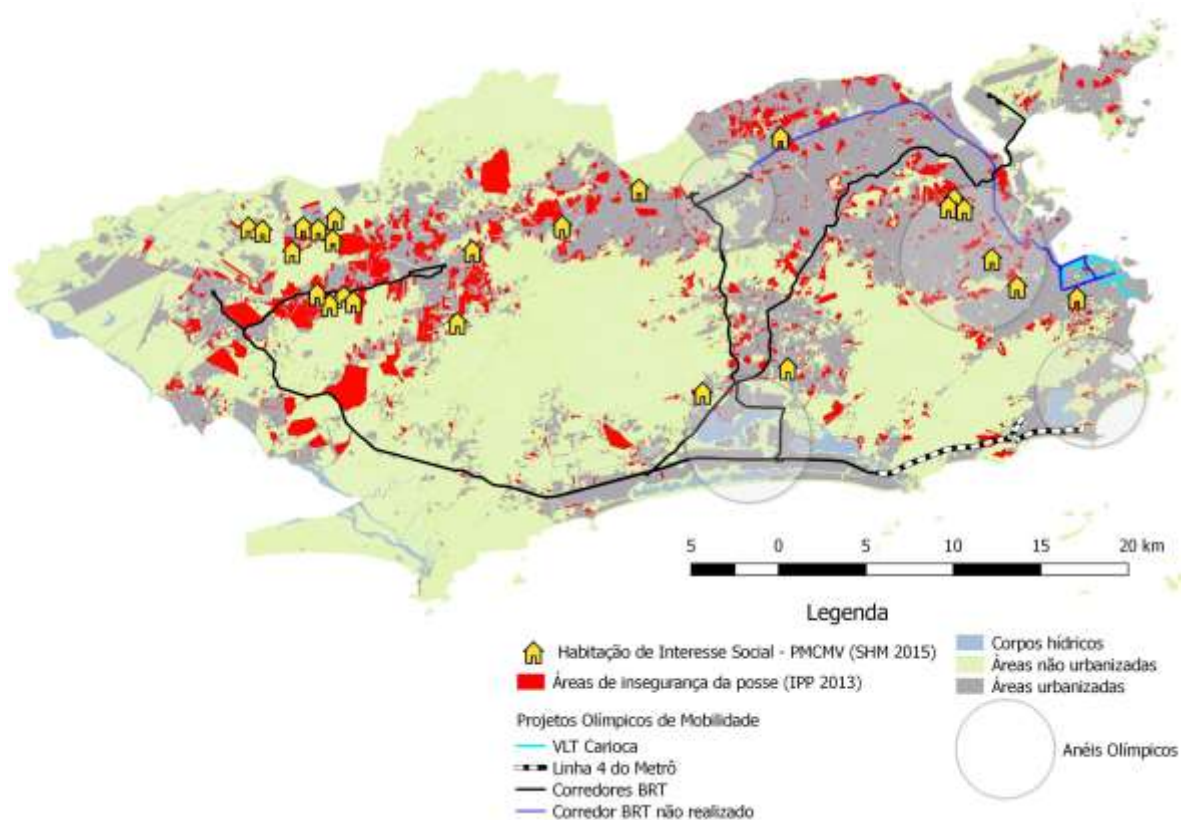 5 0 5 10 15 20 km
Legenda
Habitação de Interesse Social - PMCMV (SHM 2015)
Áreas de insegurança da posse (IPP 2013)
Projetos Olímpicos de Mobilidade
VLT Carioca
Linha 4 do Metrô
Corredores BRT
Corredor BRT não realizado
Corpos hídricos
Áreas não urbanizadas
Áreas urbanizadas
Anéis Olímpicos